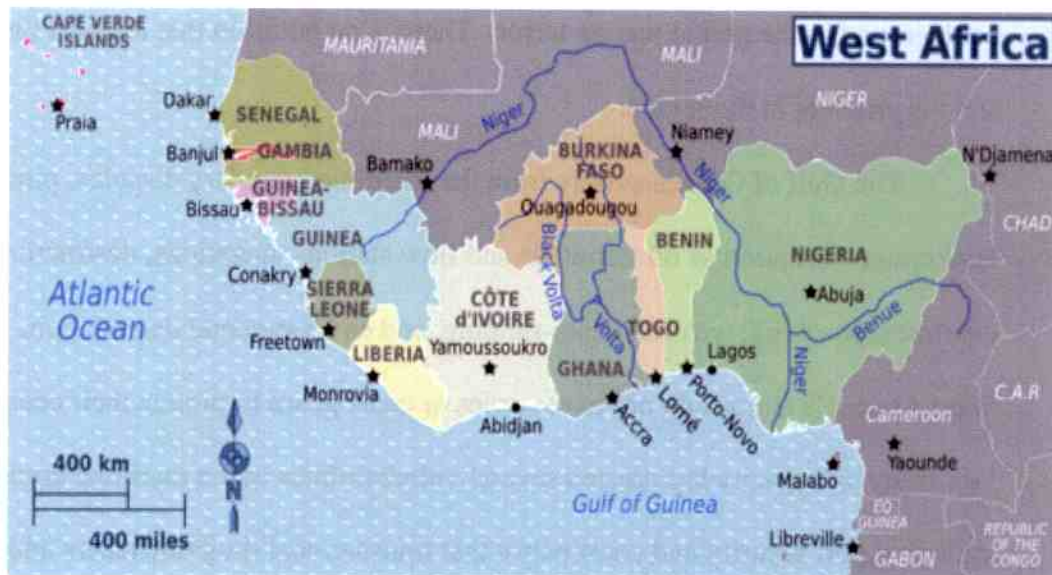 West Africa
CAPE VERDE
ISLANDS
Praia
MAURITANIA
MALI
NIGER
Dakar
SENEGAL
Banjul
GAMBIA
MALI
Niger
Bamako
BURKINA
FASO
Ouagadougou
Niamey
Niger
N'Djamena
CHAD
GUINEA-
BISSAU
Bissau
GUINEA
Black Volta
BENIN
NIGERIA
Abuja
Conakry
SIERRA
LEONE
Freetown
CÔTE
d'IVOIRE
Yamoussoukro
Volta
TOGO
Benue
Atlantic
Ocean
LIBERIA
Monrovia
GHANA
Lagos
Niger
Abidjan
Accra
Lomé
Porto-Novo
C.A.R
Cameroon
Yaounde
400 km
400 miles
N
Gulf of Guinea
Malabo
EQ
GUINEA
Libreville
GABON
REPUBLIC
OF THE
CONGO